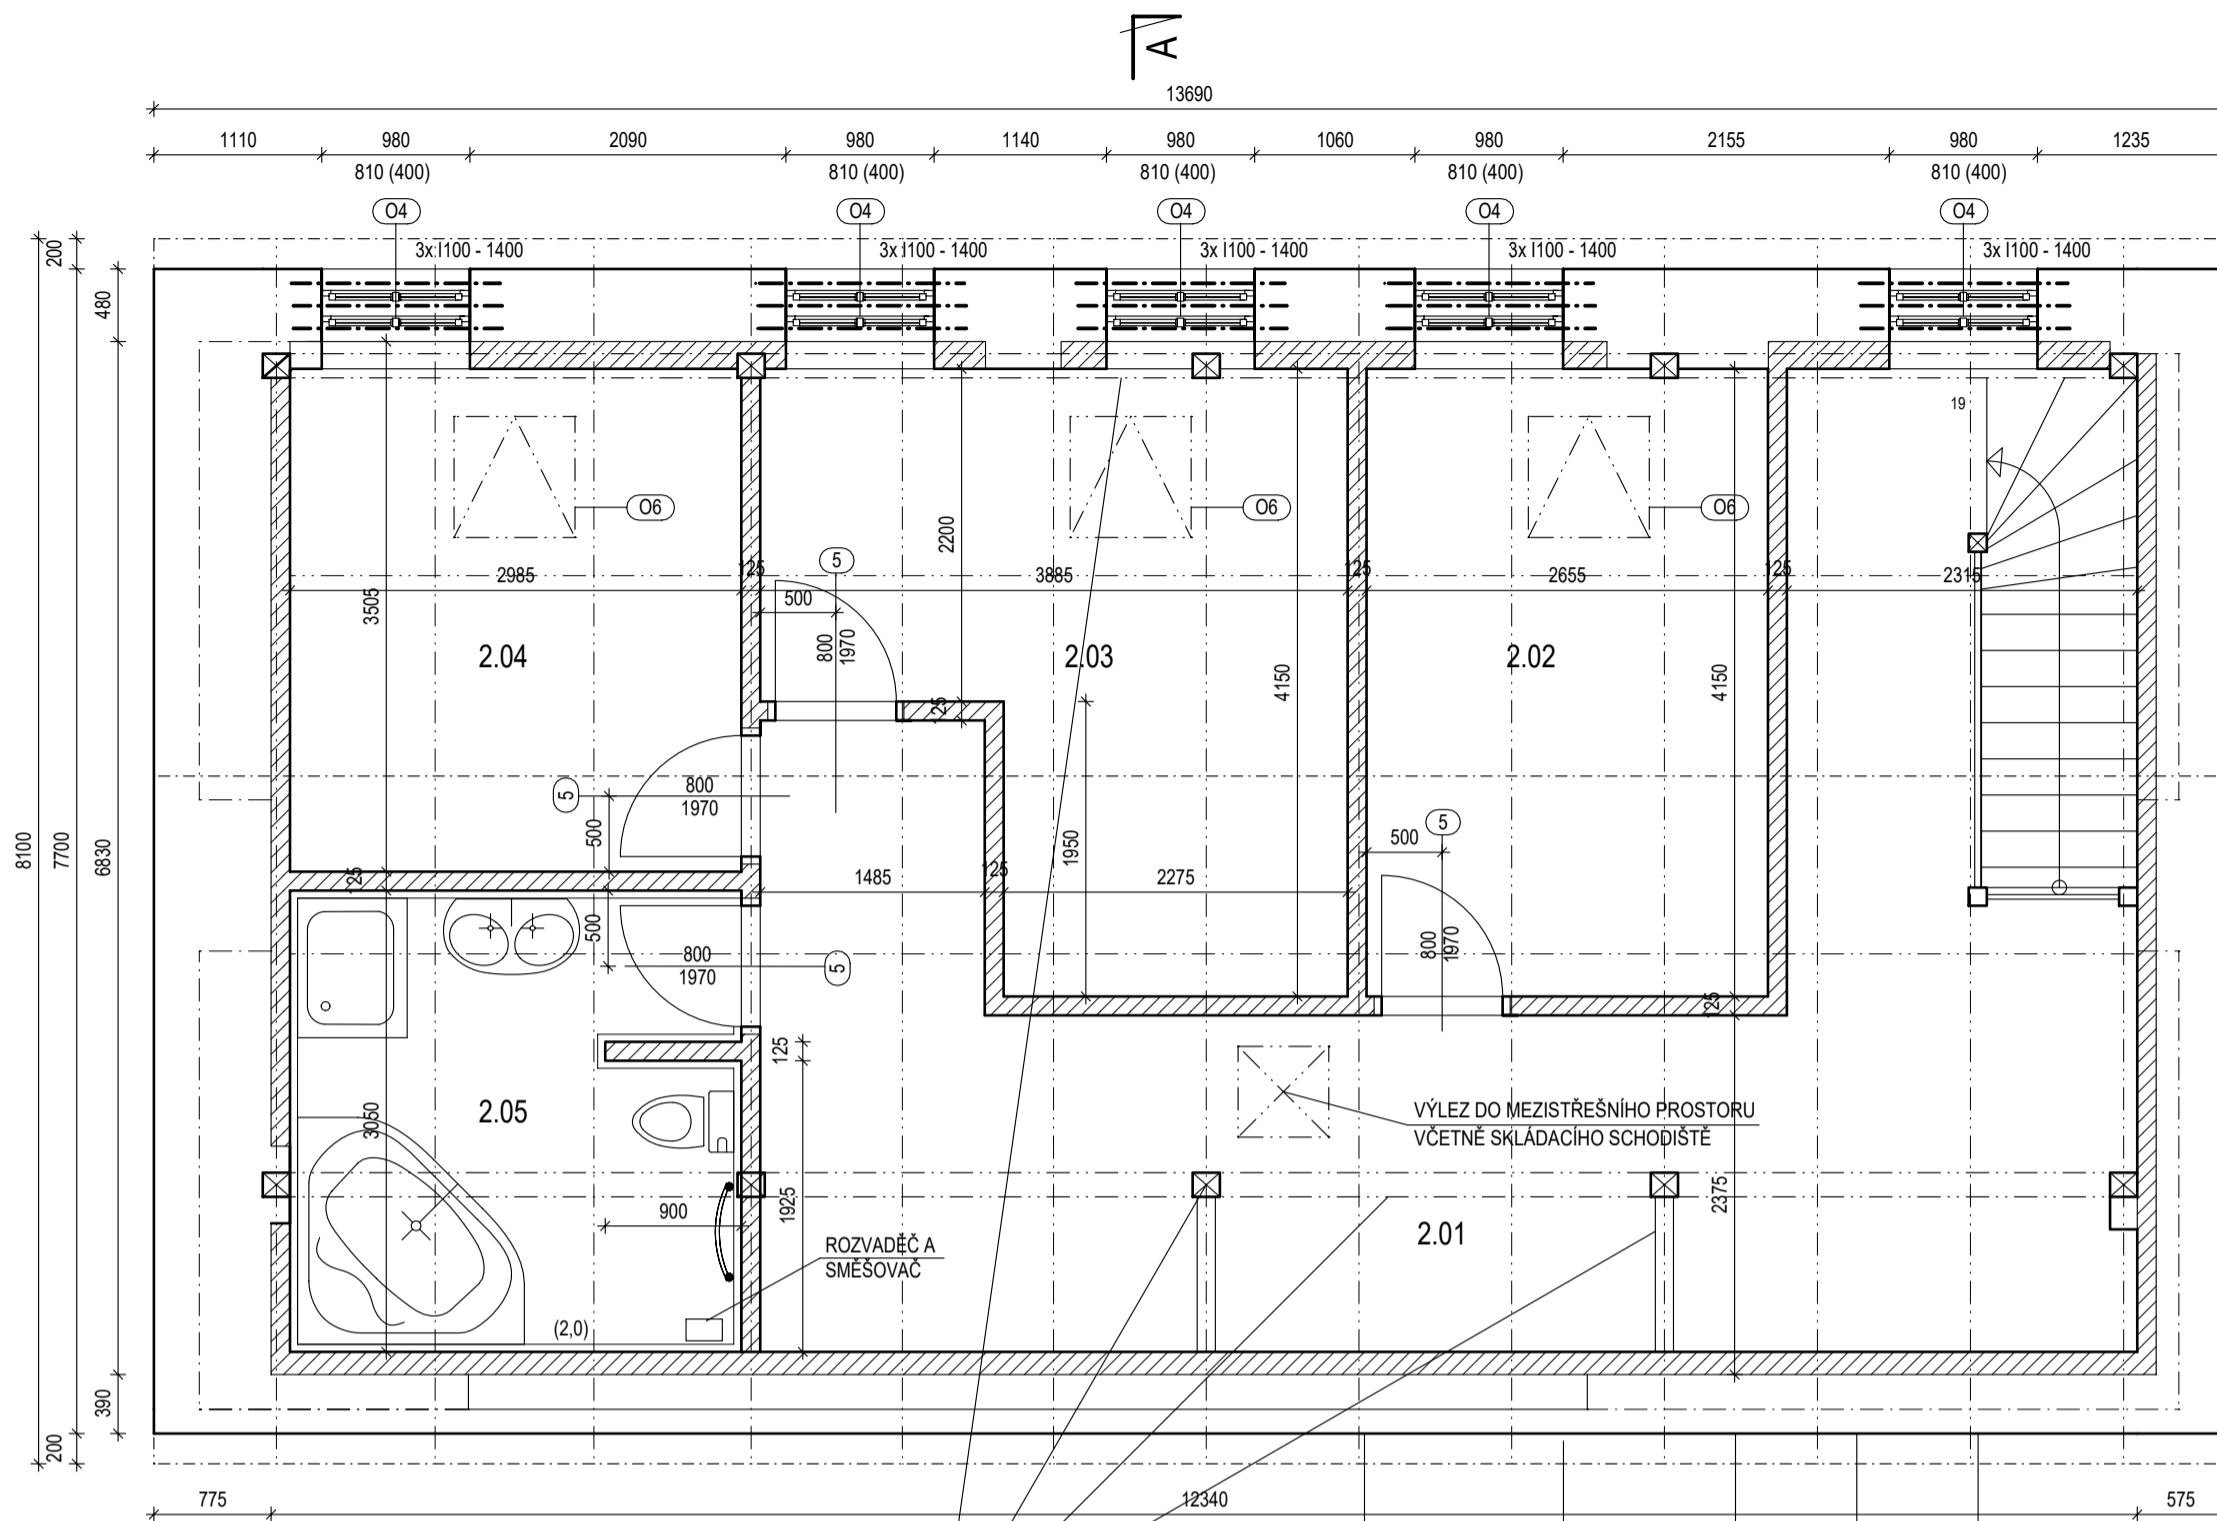 A
13690
1110 980 2090 980 1140 980 1060 980 2155 980 1235
810 (400) 810 (400) 810 (400) 810 (400) 810 (400)
O4 O4 O4 O4 O4
3x I100 - 1400 3x I100 - 1400 3x I100 - 1400 3x I100 - 1400 3x I100 - 1400
200
480
19
O6 O6 O6
2200
5
2985 125 3885 125 2655 125 2315
500
3505
800
1970
2.04 2.03 2.02
4150 4150
125
5
800
1970
500
5
500
8100 7700 6830
1950
125
1485 125 2275
500
800
1970
5
800
1970
125
125
3050
2.05
VÝLEZ DO MEZISTŘEŠNÍHO PROSTORU
VČETNĚ SKLÁDACÍHO SCHODIŠTĚ
900
1925
2375
2.01
ROZVADĚČ A
SMĚŠOVAČ
(2,0)
390
200
775 12340 575